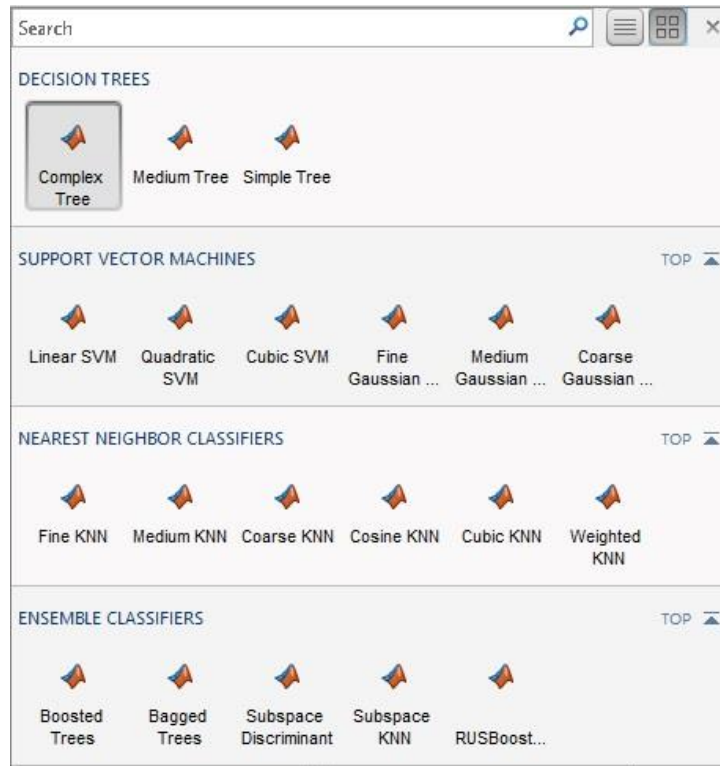 Search
DECISION TREES
Complex Tree
Medium Tree
Simple Tree
SUPPORT VECTOR MACHINES
TOP
Linear SVM
Quadratic SVM
Cubic SVM
Fine Gaussian ...
Medium Gaussian ...
Coarse Gaussian ...
NEAREST NEIGHBOR CLASSIFIERS
TOP
Fine KNN
Medium KNN
Coarse KNN
Cosine KNN
Cubic KNN
Weighted KNN
ENSEMBLE CLASSIFIERS
TOP
Boosted Trees
Bagged Trees
Subspace Discriminant
Subspace KNN
RUSBoost...